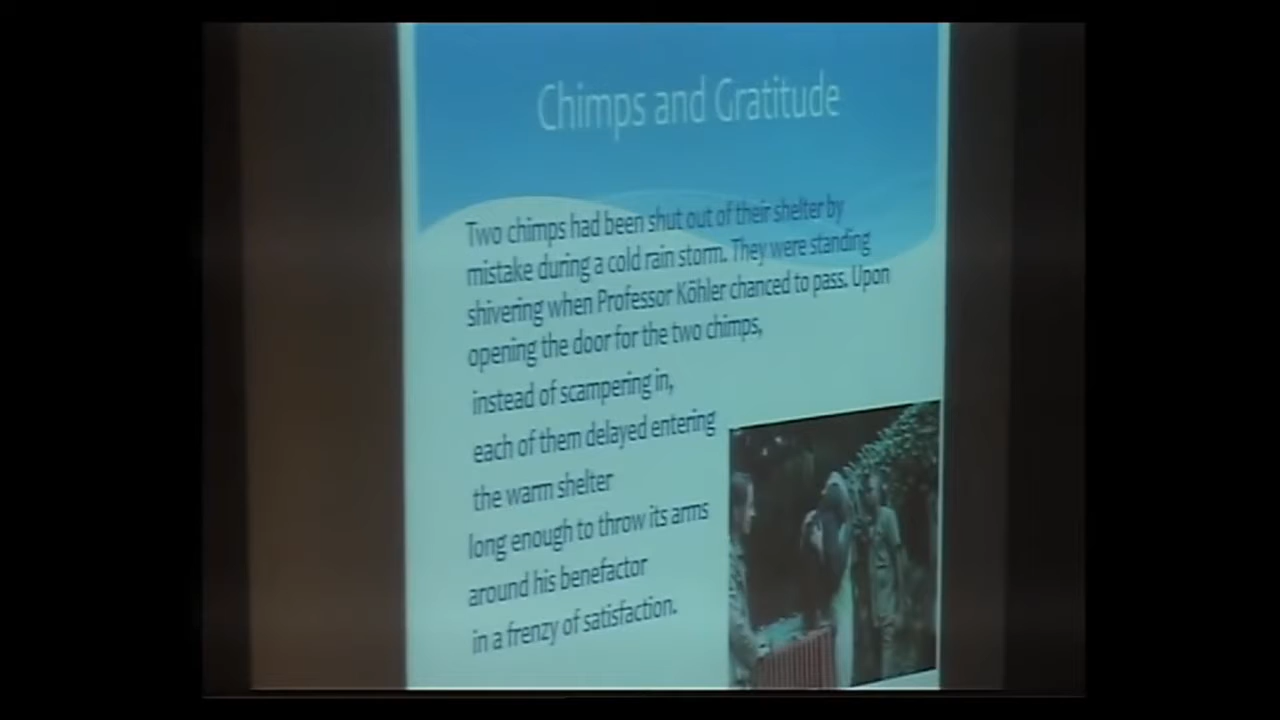 Chimps and Gratitude
Two chimps had been shut out of their shelter by
mistake during a cold rain storm. They were standing
shivering when Professor Köhler chanced to pass. Upon
opening the door for the two chimps,
instead of scampering in,
each of them delayed entering
the warm shelter
long enough to throw its arms
around his benefactor
in a frenzy of satisfaction.